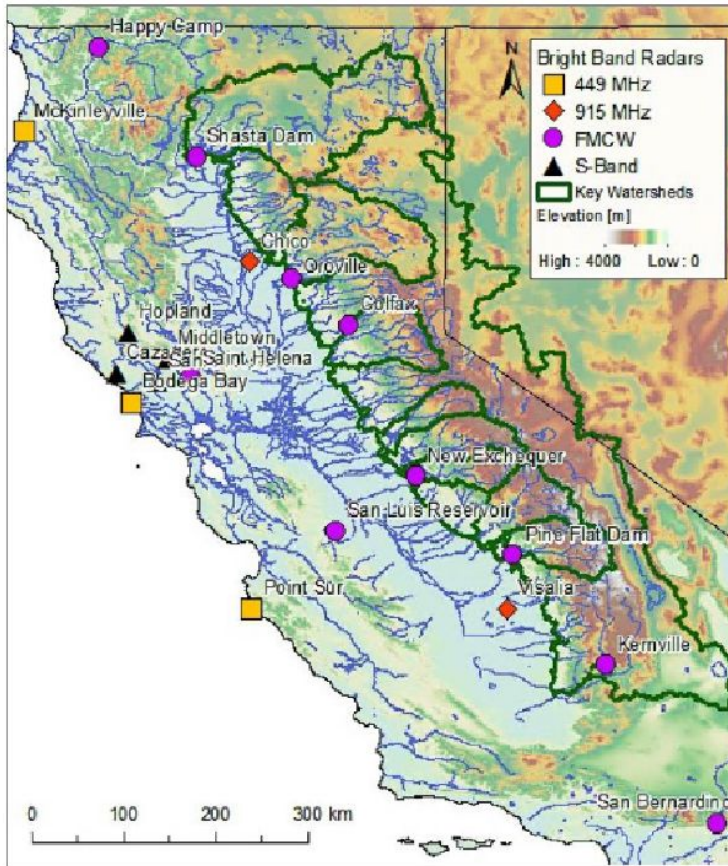 Happy Camp
McKinleyville
Shasta Dam
Chico
Oroville
Colfax
Hopland
Middletown
Saint Helena
Bodega Bay
New Exchequer
San Luis Reservoir
Pine Flat Dam
Point Sur
Visalia
Kernville
San Bernardino
0 100 200 300 km
N
Bright Band Radars
449 MHz
915 MHz
FMCW
S-Band
Key Watersheds
Elevation [m]
High : 4000 Low : 0